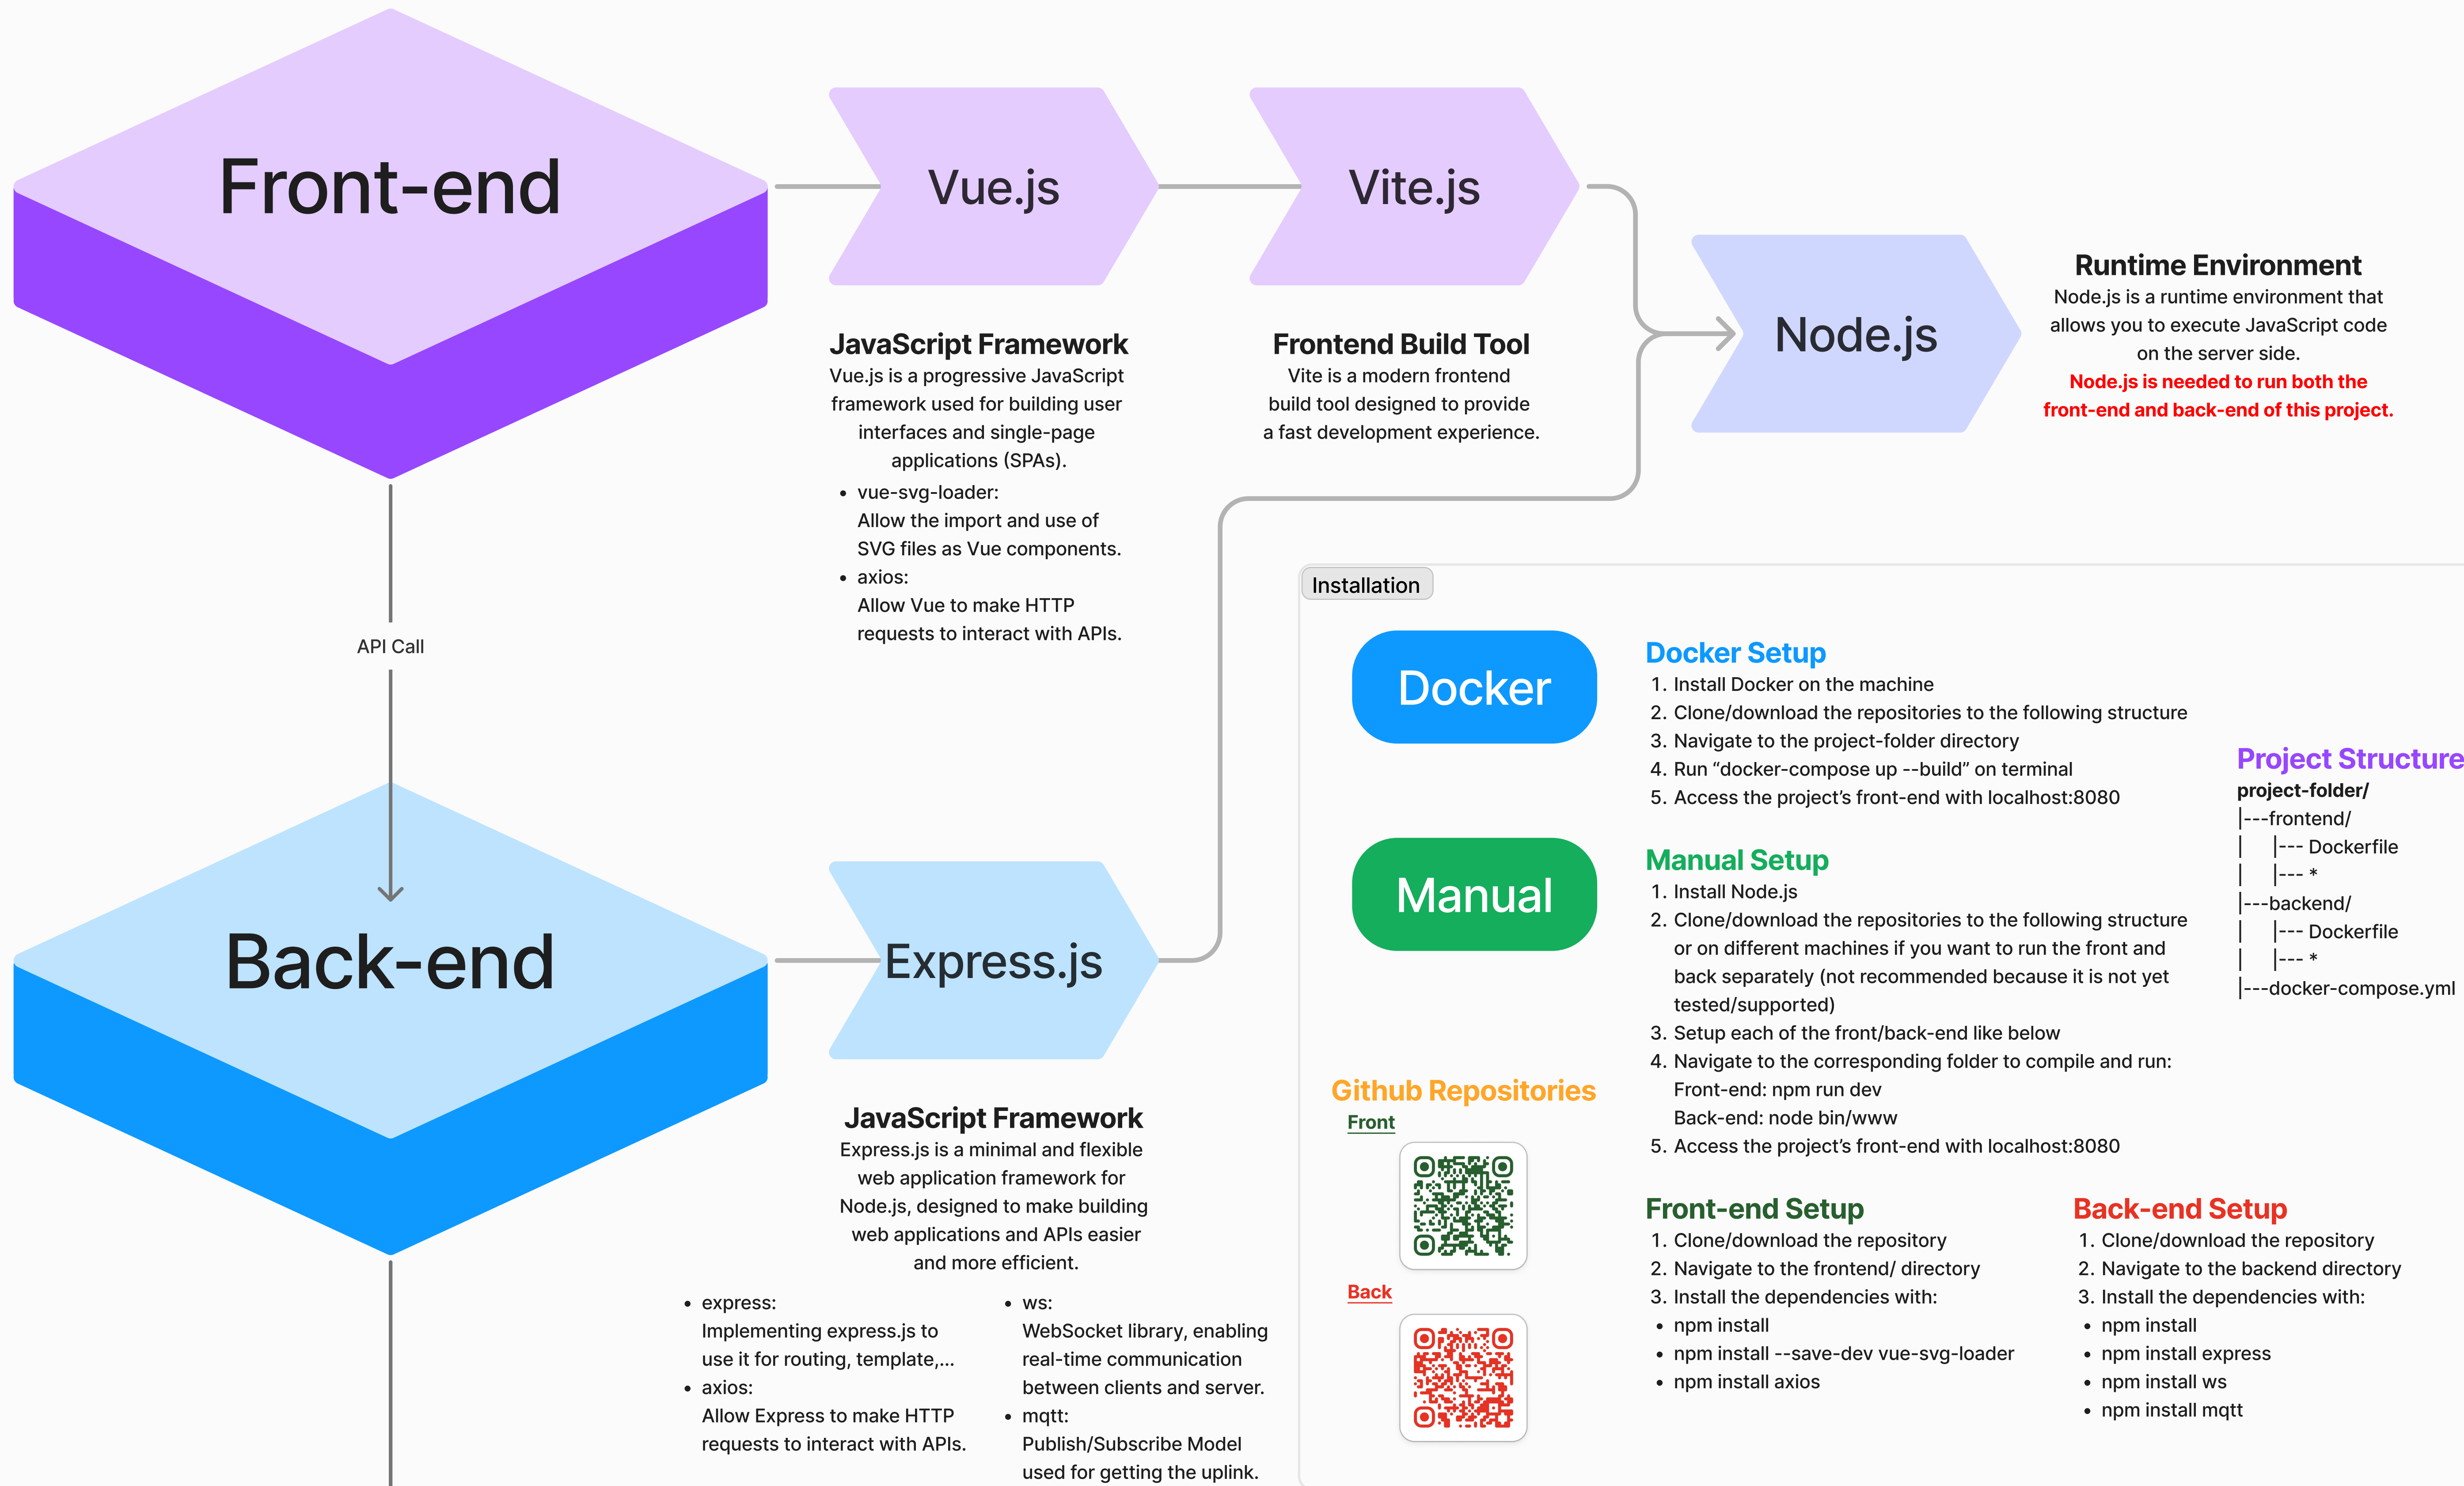 Front-end
Vue.js
Vite.js
Node.js
Runtime Environment
Node.js is a runtime environment that
allows you to execute JavaScript code
on the server side.
Node.js is needed to run both the
front-end and back-end of this project.
JavaScript Framework
Vue.js is a progressive JavaScript
framework used for building user
interfaces and single-page
applications (SPAs).
• vue-svg-loader:
Allow the import and use of
SVG files as Vue components.
• axios:
Allow Vue to make HTTP
requests to interact with APIs.
Frontend Build Tool
Vite is a modern frontend
build tool designed to provide
a fast development experience.
API Call
Back-end
Express.js
JavaScript Framework
Express.js is a minimal and flexible
web application framework for
Node.js, designed to make building
web applications and APIs easier
and more efficient.
• express:
Implementing express.js to
use it for routing, template,...
• axios:
Allow Express to make HTTP
requests to interact with APIs.
• ws:
WebSocket library, enabling
real-time communication
between clients and server.
• mqtt:
Publish/Subscribe Model
used for getting the uplink.
Installation
Docker
Docker Setup
1. Install Docker on the machine
2. Clone/download the repositories to the following structure
3. Navigate to the project-folder directory
4. Run “docker-compose up --build” on terminal
5. Access the project’s front-end with localhost:8080
Manual
Manual Setup
1. Install Node.js
2. Clone/download the repositories to the following structure
or on different machines if you want to run the front and
back separately (not recommended because it is not yet
tested/supported)
3. Setup each of the front/back-end like below
4. Navigate to the corresponding folder to compile and run:
Front-end: npm run dev
Back-end: node bin/www
5. Access the project’s front-end with localhost:8080
Project Structure
project-folder/
|---frontend/
| |--- Dockerfile
| |--- *
|---backend/
| |--- Dockerfile
| |--- *
|---docker-compose.yml
Github Repositories
Front
Back
Front-end Setup
1. Clone/download the repository
2. Navigate to the frontend/ directory
3. Install the dependencies with:
• npm install
• npm install --save-dev vue-svg-loader
• npm install axios
Back-end Setup
1. Clone/download the repository
2. Navigate to the backend directory
3. Install the dependencies with:
• npm install
• npm install express
• npm install ws
• npm install mqtt